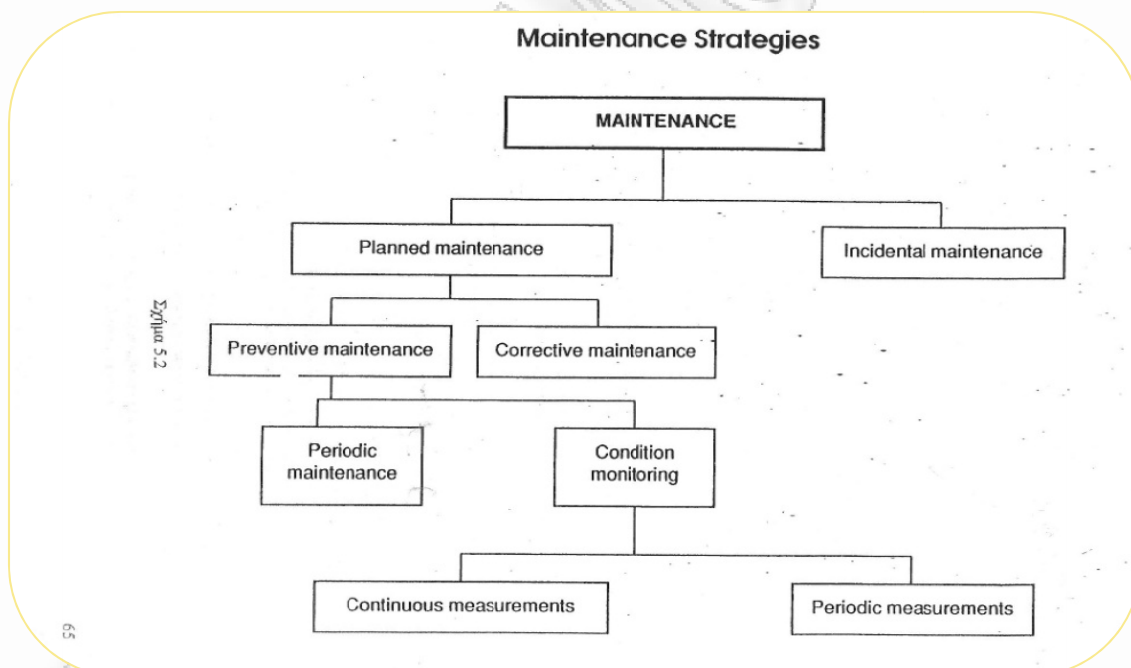 Maintenance Strategies
MAINTENANCE
Planned maintenance
Incidental maintenance
Preventive maintenance
Corrective maintenance
Periodic
maintenance
Condition
monitoring
Continuous measurements
Periodic measurements
Σχήμα 5.2
65